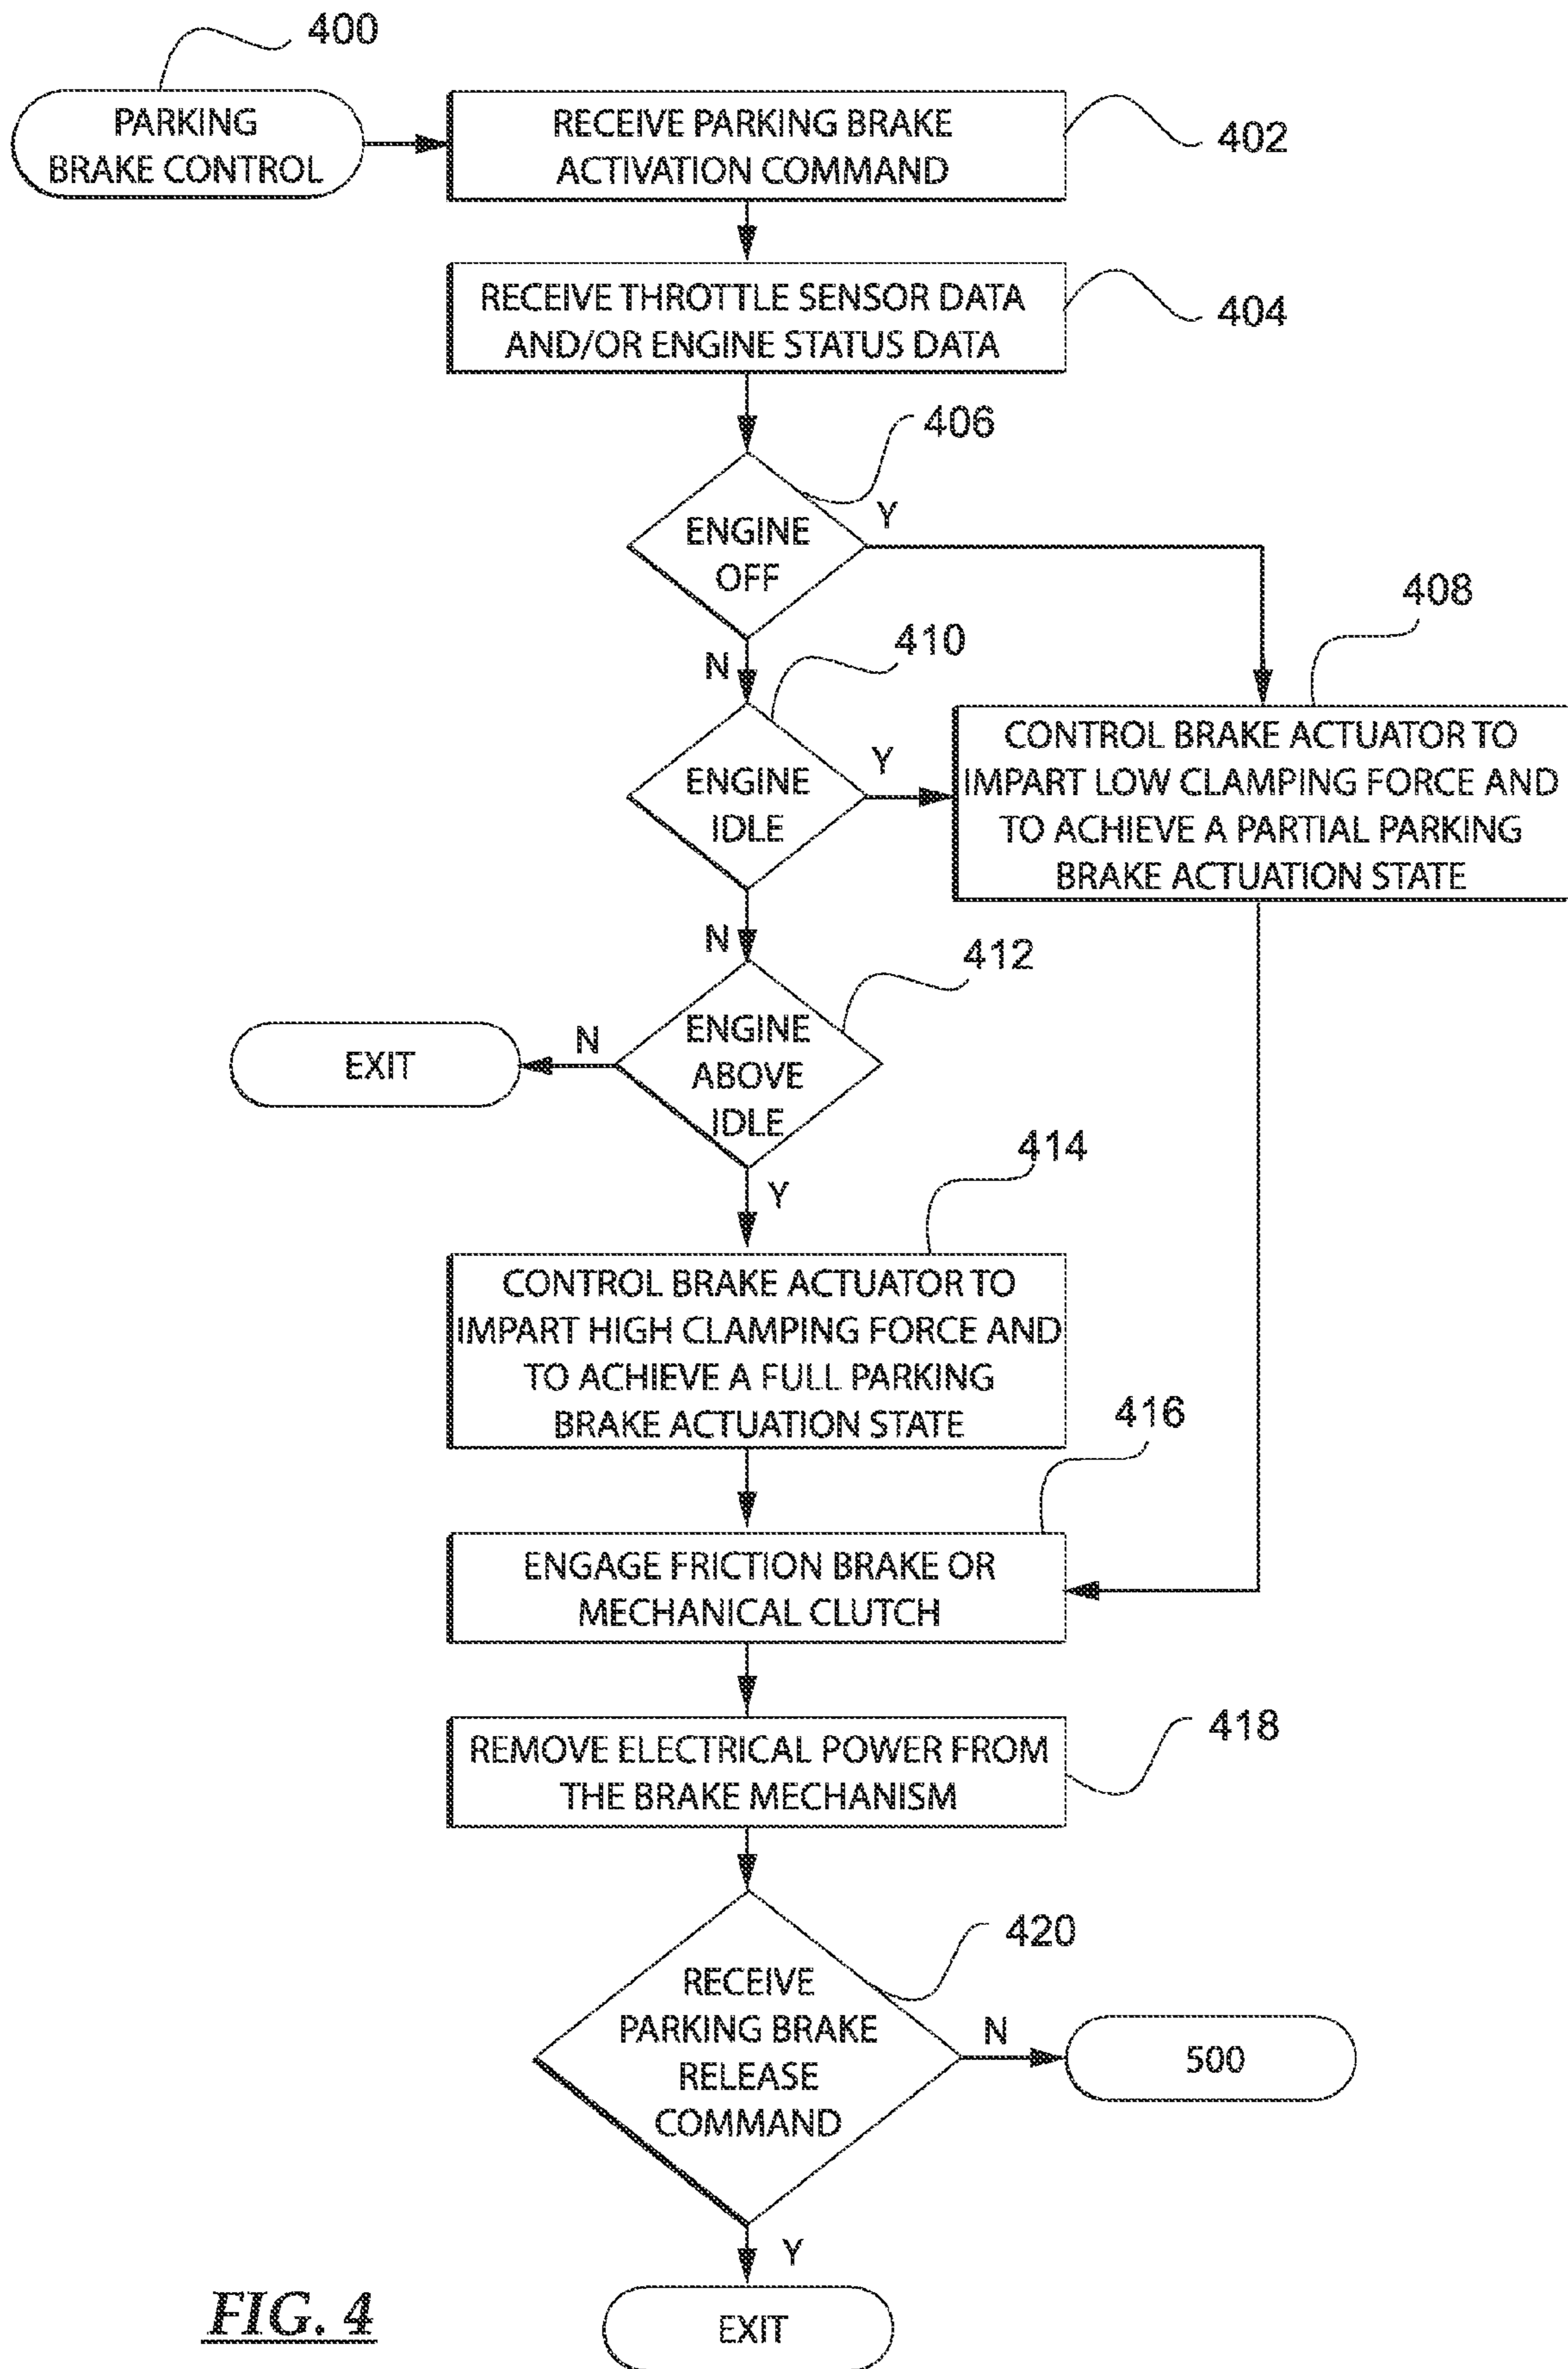 400
PARKING
BRAKE CONTROL
RECEIVE PARKING BRAKE
ACTIVATION COMMAND
402
RECEIVE THROTTLE SENSOR DATA
AND/OR ENGINE STATUS DATA
404
406
ENGINE
OFF
Y
N
408
CONTROL BRAKE ACTUATOR TO
IMPART LOW CLAMPING FORCE AND
TO ACHIEVE A PARTIAL PARKING
BRAKE ACTUATION STATE
410
ENGINE
IDLE
Y
N
412
ENGINE
ABOVE
IDLE
N
EXIT
Y
414
CONTROL BRAKE ACTUATOR TO
IMPART HIGH CLAMPING FORCE AND
TO ACHIEVE A FULL PARKING
BRAKE ACTUATION STATE
416
ENGAGE FRICTION BRAKE OR
MECHANICAL CLUTCH
REMOVE ELECTRICAL POWER FROM
THE BRAKE MECHANISM
418
420
RECEIVE
PARKING BRAKE
RELEASE
COMMAND
N
500
Y
EXIT
FIG. 4